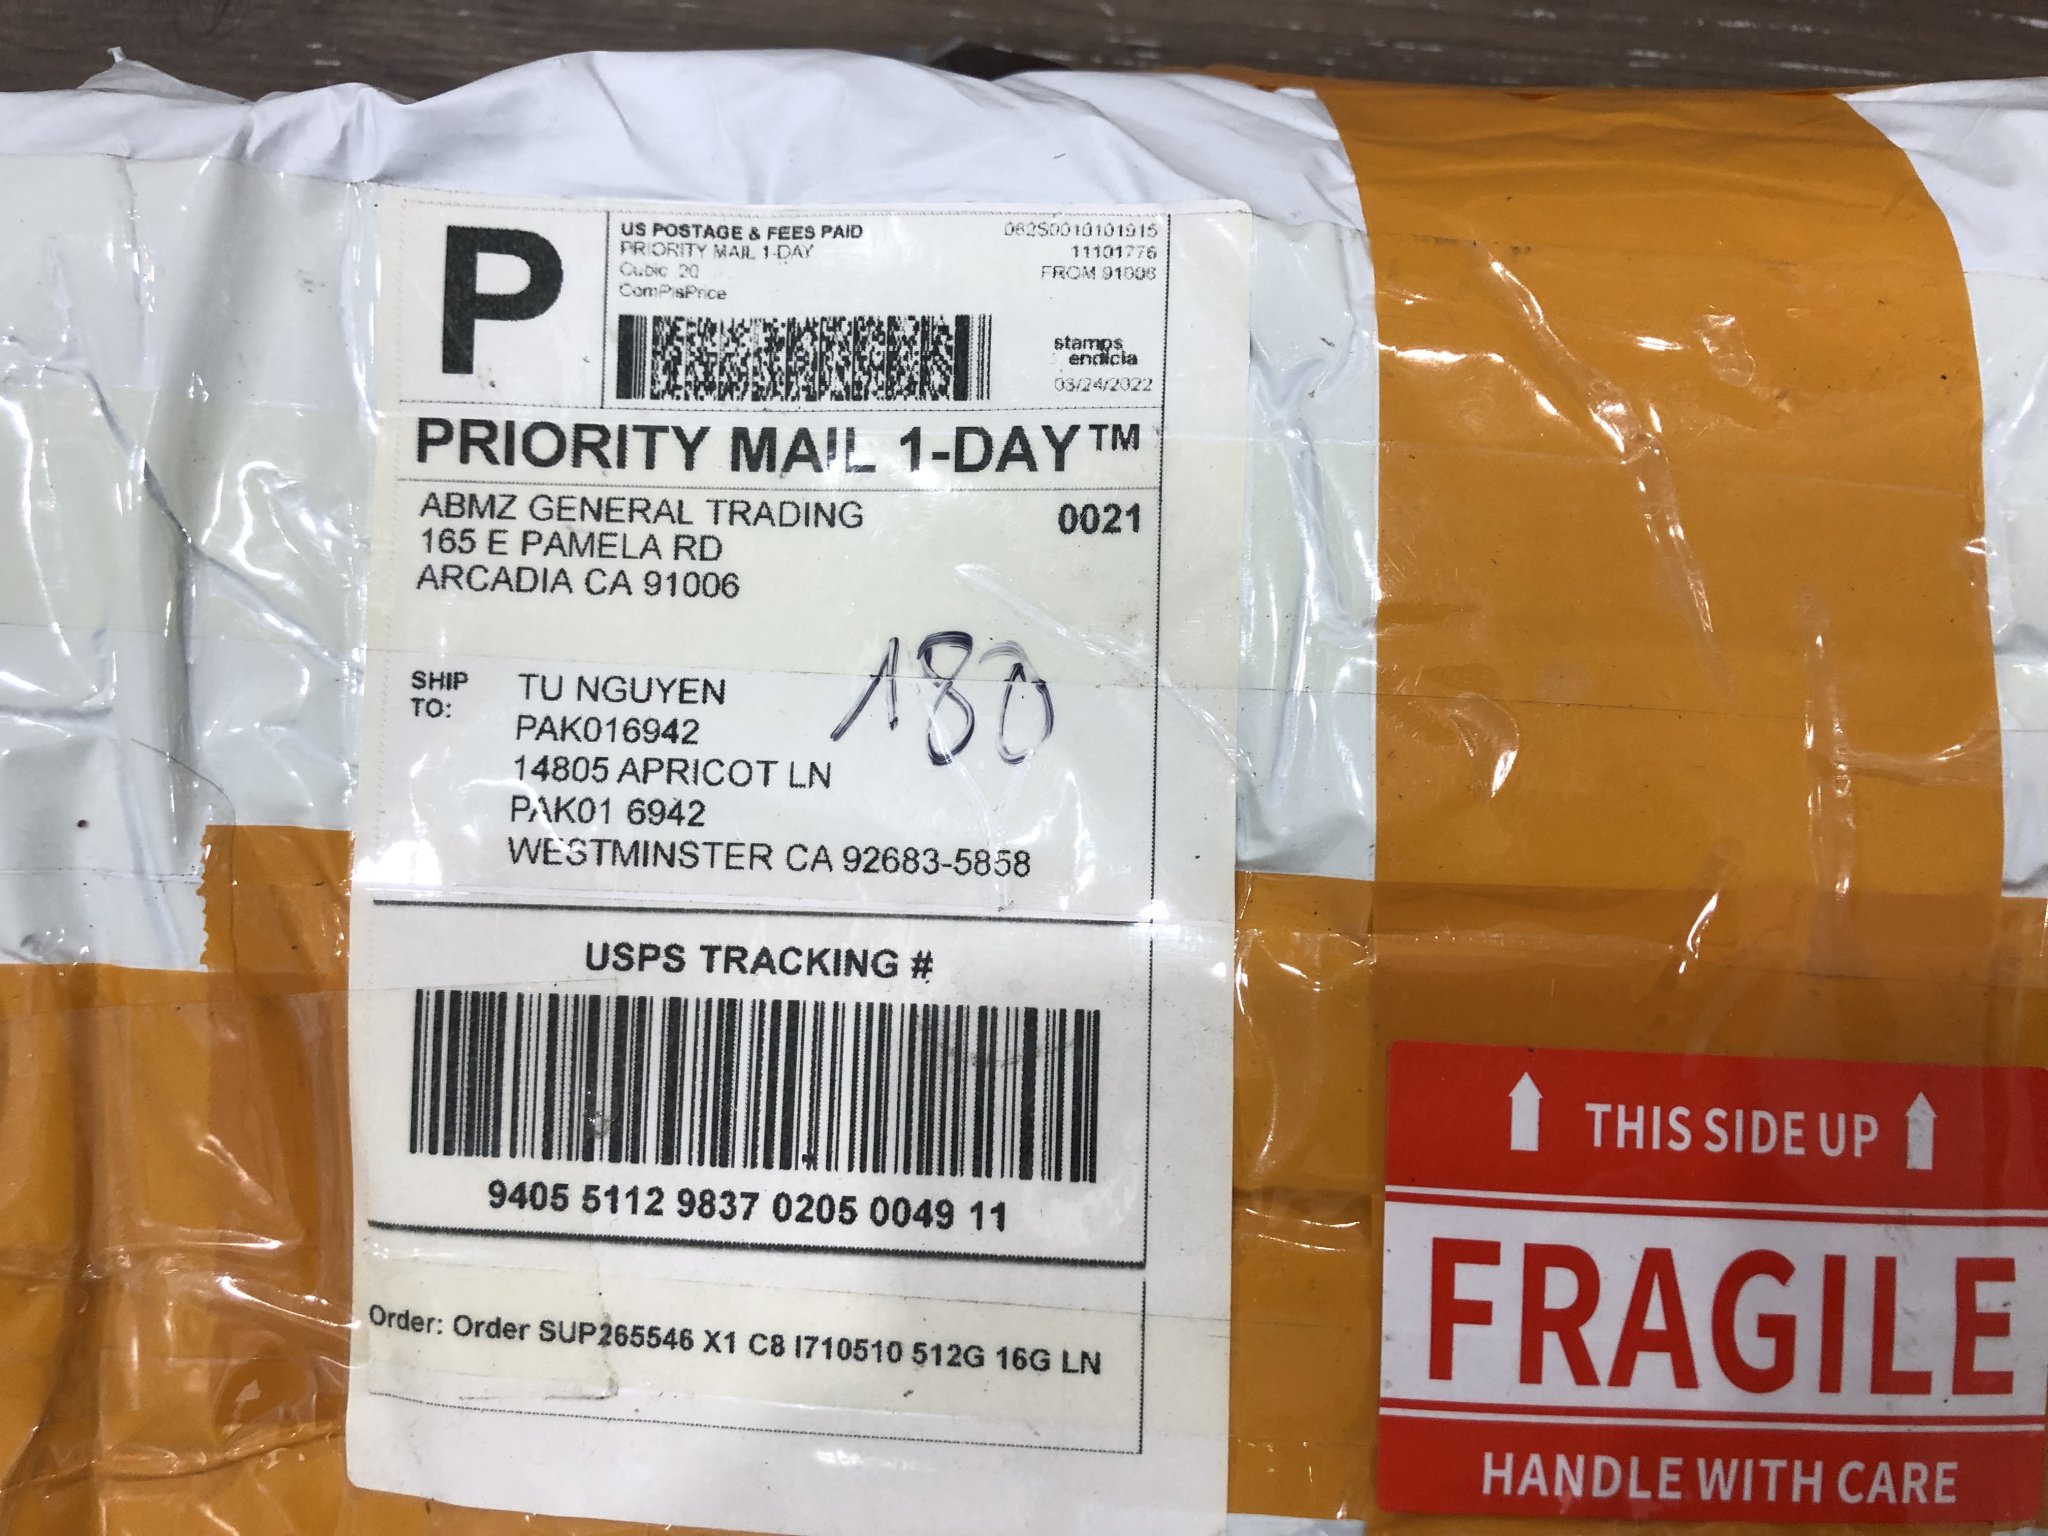 P
US POSTAGE & FEES PAID
PRIORITY MAIL 1-DAY
Cubic .20
ComPlsPrice
062S0010101915
11101776
FROM 91006
stamps
endicia
03/24/2022
PRIORITY MAIL 1-DAY™
ABMZ GENERAL TRADING
0021
165 E PAMELA RD
ARCADIA CA 91006
180
SHIP
TO:
TU NGUYEN
PAK016942
14805 APRICOT LN
PAK01 6942
WESTMINSTER CA 92683-5858
USPS TRACKING #
9405 5112 9837 0205 0049 11
Order: Order SUP265546 X1 C8 I710510 512G 16G LN
THIS SIDE UP
FRAGILE
HANDLE WITH CARE